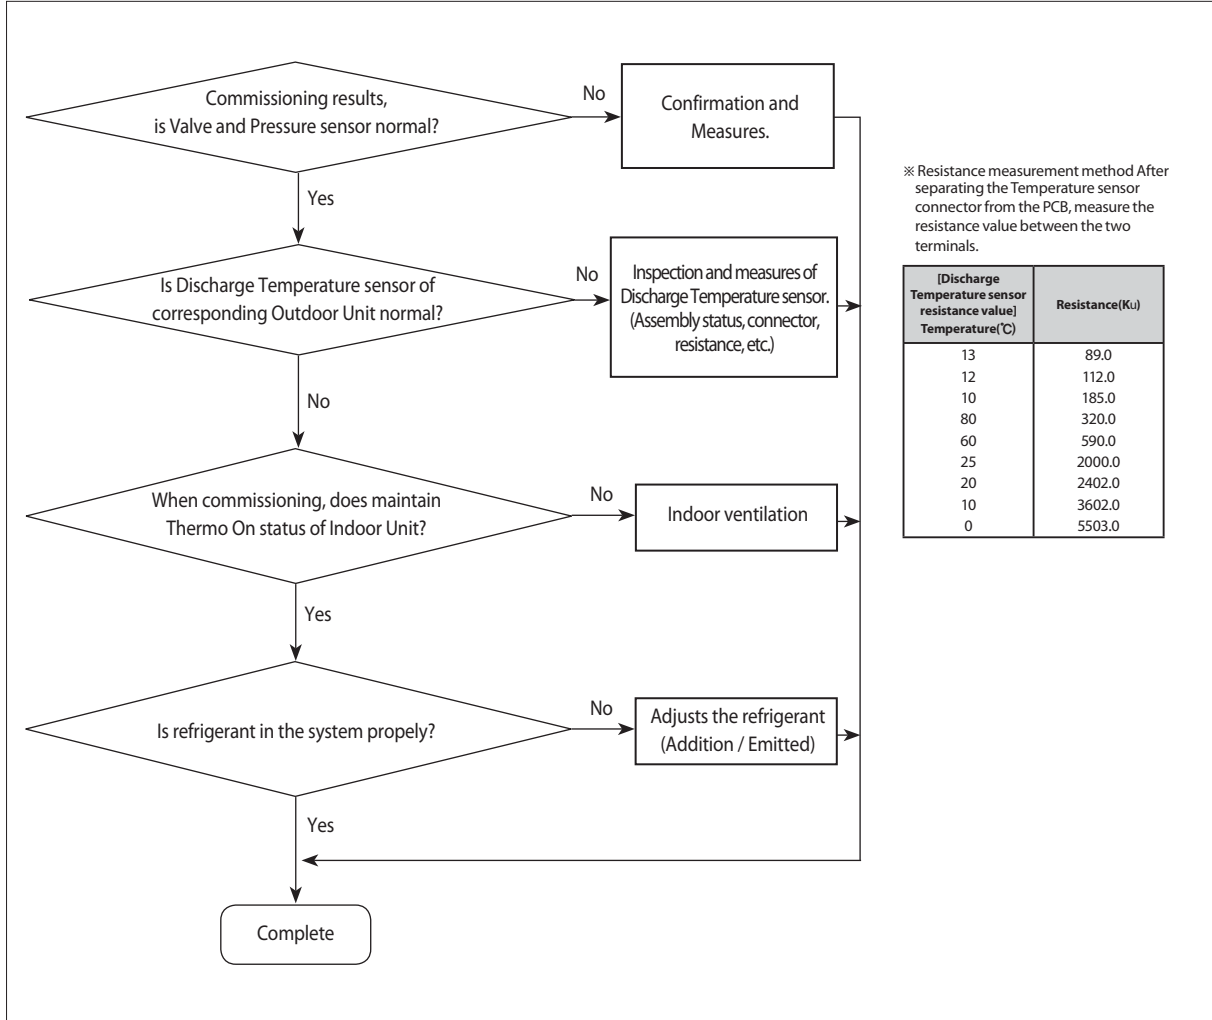 Commissioning results,
is Valve and Pressure sensor normal?
No
Confirmation and
Measures.
Yes
Is Discharge Temperature sensor of
corresponding Outdoor Unit normal?
No
Inspection and measures of
Discharge Temperature sensor.
(Assembly status, connector,
resistance, etc.)
No
When commissioning, does maintain
Thermo On status of Indoor Unit?
No
Indoor ventilation
Yes
Is refrigerant in the system propely?
No
Adjusts the refrigerant
(Addition / Emitted)
Yes
Complete
※ Resistance measurement method After
separating the Temperature sensor
connector from the PCB, measure the
resistance value between the two
terminals.
[Discharge
Temperature sensor
resistance value]
Temperature(℃)
Resistance(Ku)
13 89.0
12 112.0
10 185.0
80 320.0
60 590.0
25 2000.0
20 2402.0
10 3602.0
0 5503.0